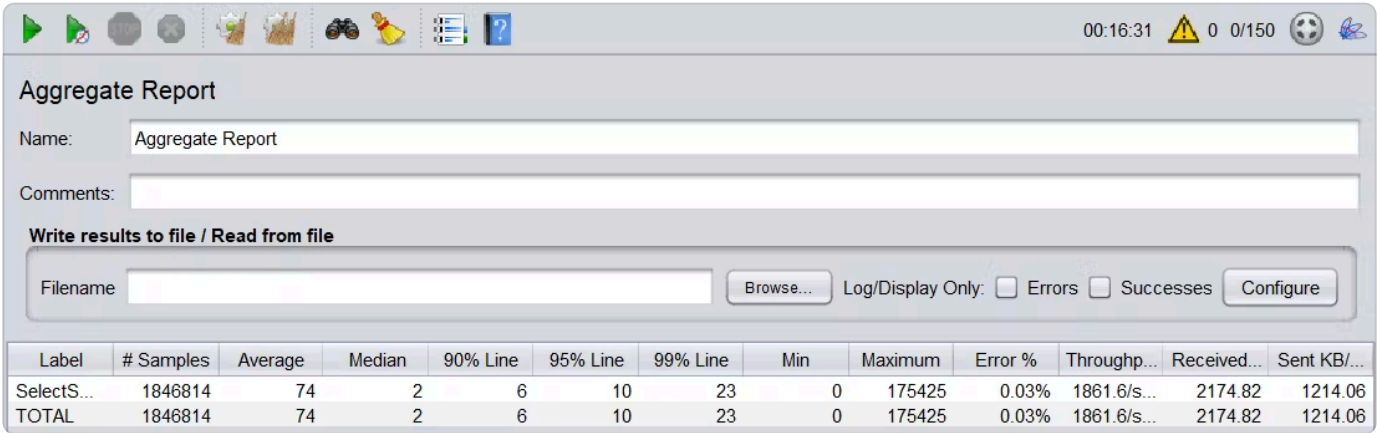 STOP 00:16:31 0 0/150
Aggregate Report
Name: Aggregate Report
Comments:
Write results to file / Read from file
Filename Browse... Log/Display Only: Errors Successes Configure
Label # Samples Average Median 90% Line 95% Line 99% Line Min Maximum Error % Throughp... Received... Sent KB/...
SelectS... 1846814 74 2 6 10 23 0 175425 0.03% 1861.6/s... 2174.82 1214.06
TOTAL 1846814 74 2 6 10 23 0 175425 0.03% 1861.6/s... 2174.82 1214.06